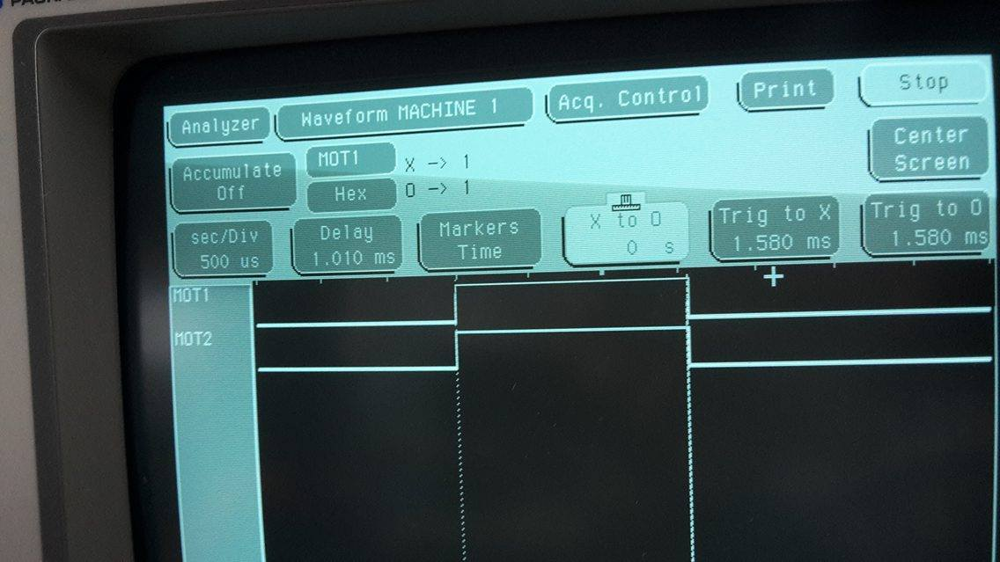 Analyzer
Waveform MACHINE 1
Acq. Control
Print
Stop
Accumulate
Off
MOT1
X -> 1
Hex
O -> 1
Center
Screen
sec/Div
500 us
Delay
1.010 ms
Markers
Time
X to O
0 s
Trig to X
1.580 ms
Trig to O
1.580 ms
MOT1
MOT2